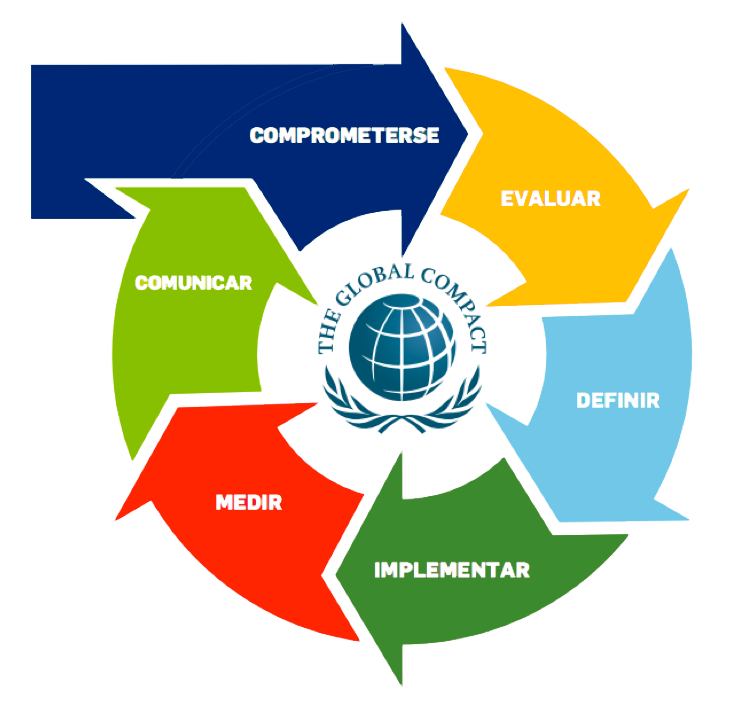 COMPROMETERSE
EVALUAR
DEFINIR
IMPLEMENTAR
MEDIR
COMUNICAR
THE GLOBAL COMPACT